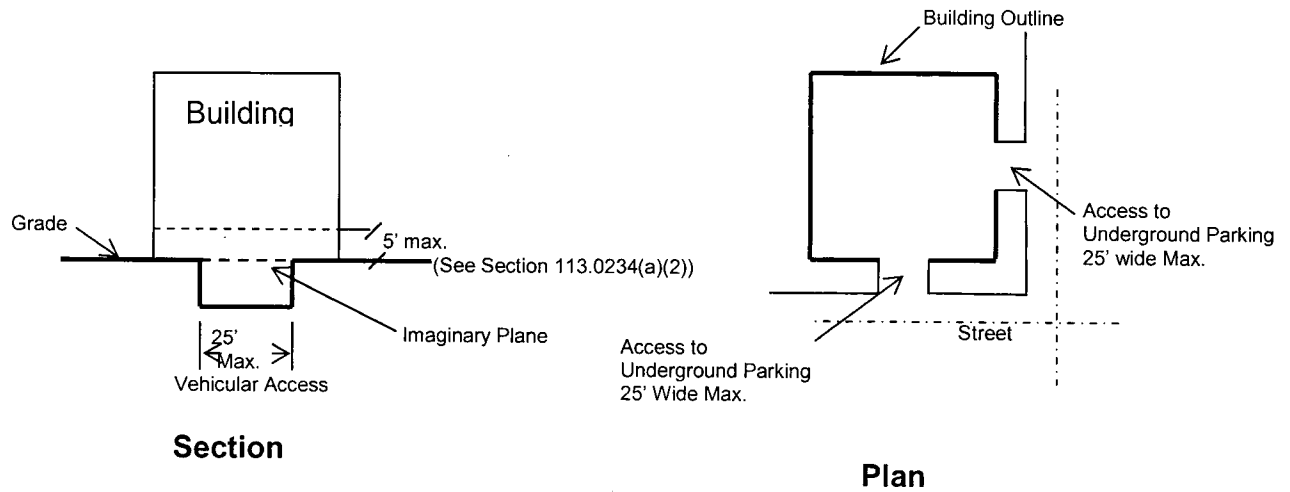 Building
Grade
5' max.
(See Section 113.0234(a)(2))
Imaginary Plane
25'
Max.
Vehicular Access
Section
Building Outline
Access to
Underground Parking
25' wide Max.
Street
Access to
Underground Parking
25' Wide Max.
Plan